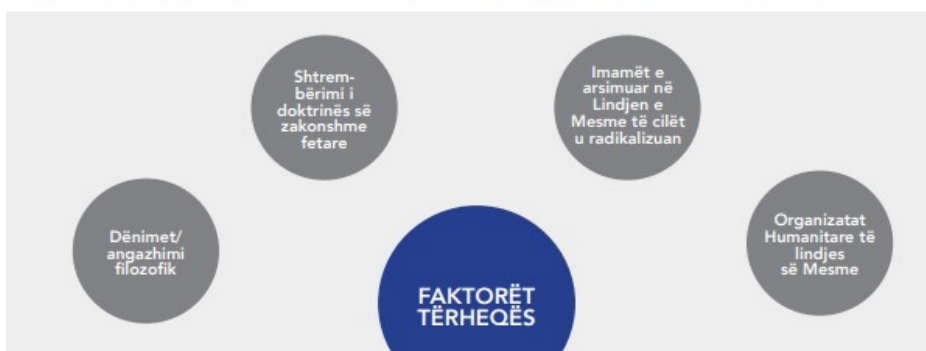 Shtrem-
bërimi i
doktrinës së
zakonshme
fetare
Imamët e
arsimuar në
Lindjen e
Mesme të cilët
u radikalizuan
Dënimet/
angazhimi
filozofik
Organizatat
Humanitare të
lindjes
së Mesme
FAKTORËT
TËRHEQËS